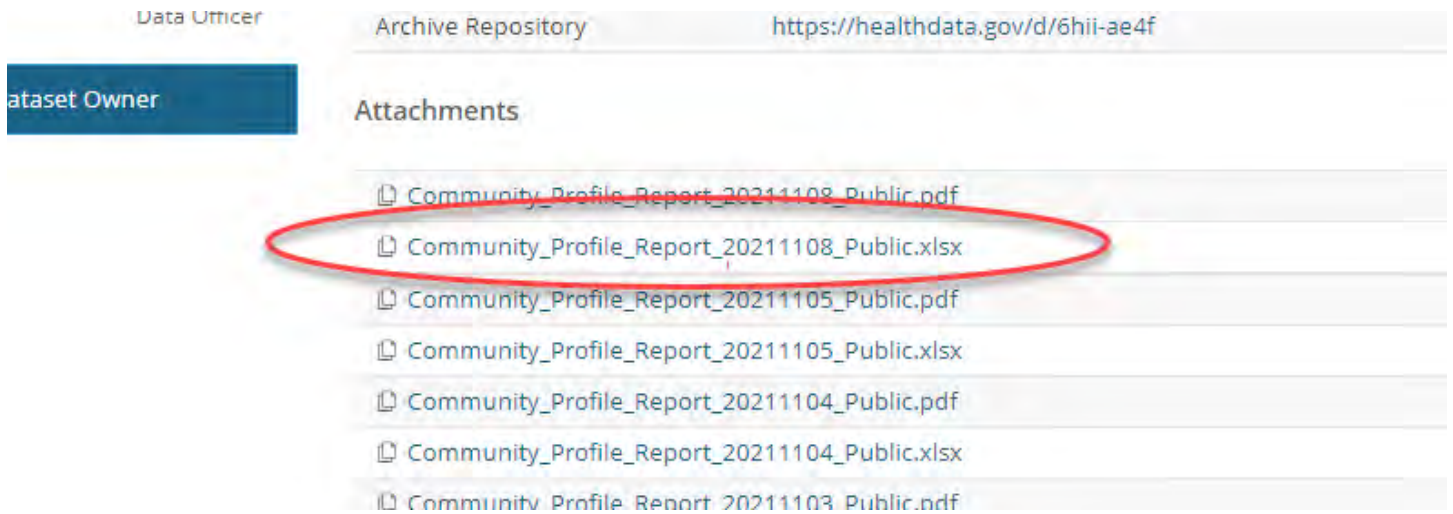 Data Officer
Archive Repository https://healthdata.gov/d/6hii-ae4f
ataset Owner
Attachments
Community_Profile_Report_20211108_Public.pdf
Community_Profile_Report_20211108_Public.xlsx
Community_Profile_Report_20211105_Public.pdf
Community_Profile_Report_20211105_Public.xlsx
Community_Profile_Report_20211104_Public.pdf
Community_Profile_Report_20211104_Public.xlsx
Community_Profile_Report_20211103_Public.pdf